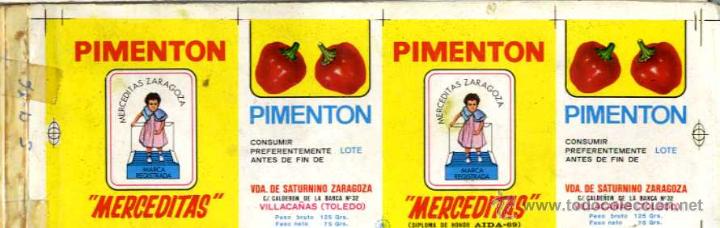 PIMENTON
MERCEDITAS ZARAGOZA
MARCA
REGISTRADA
"MERCEDITAS"
PIMENTON
CONSUMIR
PREFERENTEMENTE LOTE
ANTES DE FIN DE
VDA. DE SATURNINO ZARAGOZA
C/. CALDERON DE LA BARCA Nº 32
VILLACAÑAS (TOLEDO)
Peso bruto 125 Grs.
Peso neto 75 Grs.
PIMENTON
MERCEDITAS ZARAGOZA
MARCA
REGISTRADA
"MERCEDITAS"
(DIPLOMA DE HONOR AIDA-69)
PIMENTON
CONSUMIR
PREFERENTEMENTE LOTE
ANTES DE FIN DE
VDA. DE SATURNINO ZARAGOZA
C/. CALDERON DE LA BARCA Nº 32
VILLACAÑAS (TOLEDO)
Peso bruto 125 Grs.
Peso neto 75 Grs.
todocoleccion.net